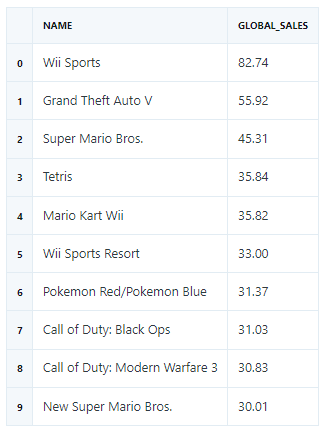 NAME GLOBAL_SALES
0 Wii Sports 82.74
1 Grand Theft Auto V 55.92
2 Super Mario Bros. 45.31
3 Tetris 35.84
4 Mario Kart Wii 35.82
5 Wii Sports Resort 33.00
6 Pokemon Red/Pokemon Blue 31.37
7 Call of Duty: Black Ops 31.03
8 Call of Duty: Modern Warfare 3 30.83
9 New Super Mario Bros. 30.01